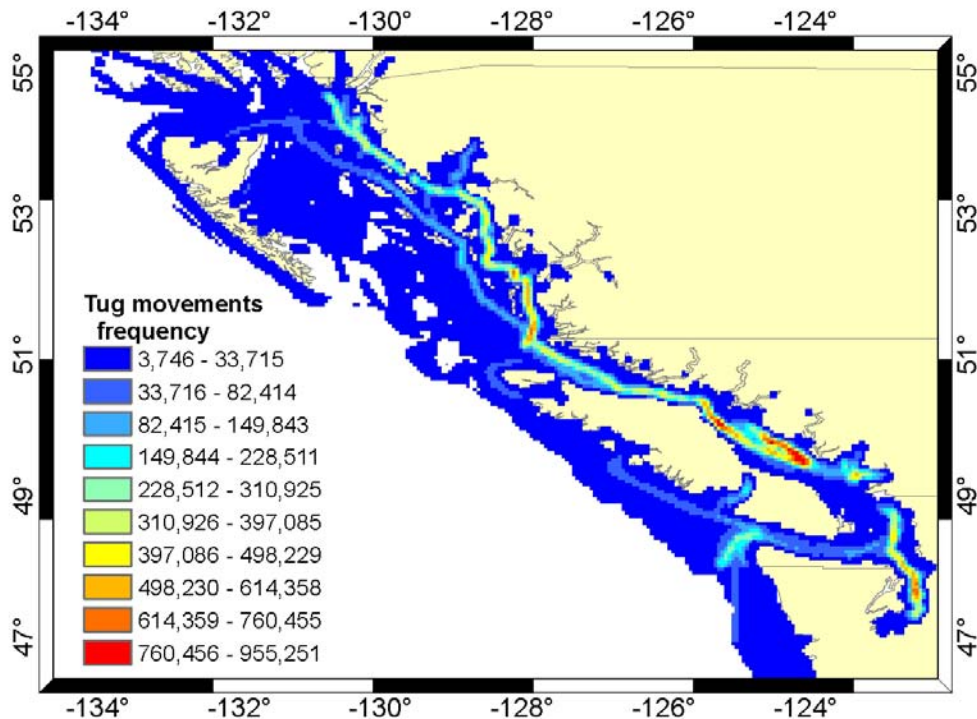 -134° -132° -130° -128° -126° -124°
55° 55°
53° 53°
51° 51°
49° 49°
47° 47°
Tug movements
frequency
3,746 - 33,715
33,716 - 82,414
82,415 - 149,843
149,844 - 228,511
228,512 - 310,925
310,926 - 397,085
397,086 - 498,229
498,230 - 614,358
614,359 - 760,455
760,456 - 955,251
-134° -132° -130° -128° -126° -124°